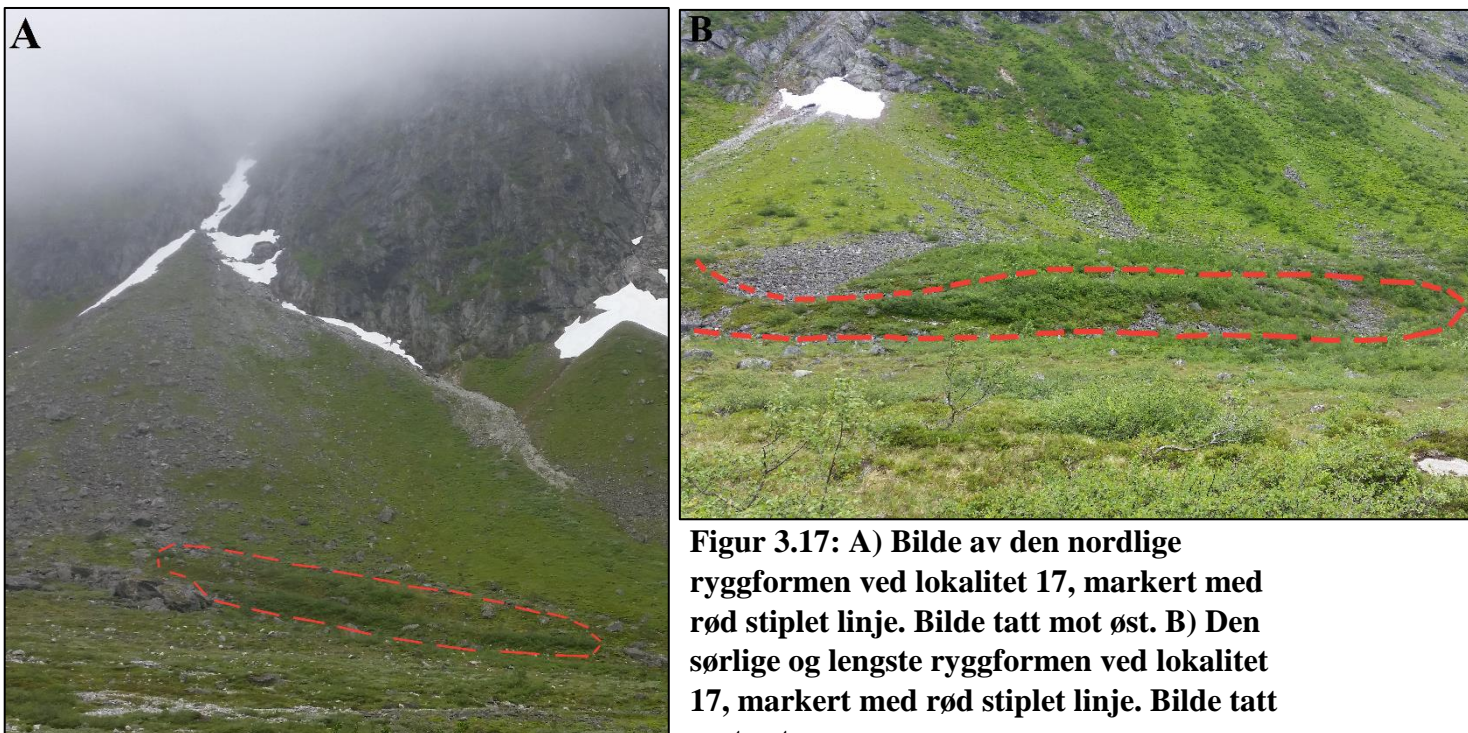 A
B
Figur 3.17: A) Bilde av den nordlige
ryggformen ved lokalitet 17, markert med
rød stiplet linje. Bilde tatt mot øst. B) Den
sørlige og lengste ryggformen ved lokalitet
17, markert med rød stiplet linje. Bilde tatt